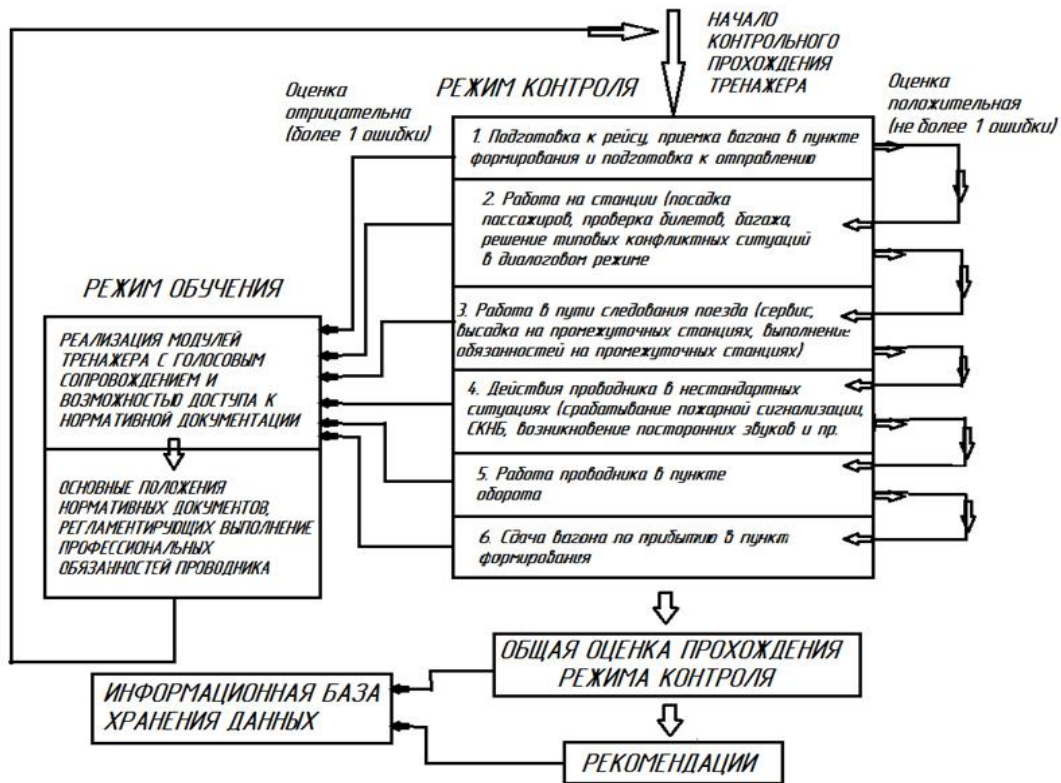 НАЧАЛО
КОНТРОЛЬНОГО
ПРОХОЖДЕНИЯ
ТРЕНАЖЕРА
РЕЖИМ КОНТРОЛЯ
Оценка
отрицательна
(более 1 ошибки)
Оценка
положительная
(не более 1 ошибки)
1. Подготовка к рейсу, приемка вагона в пункте
формирования и подготовка к отправлению
2. Работа на станции (посадка
пассажиров, проверка билетов, багажа,
решение типовых конфликтных ситуаций
в диалоговом режиме
3. Работа в пути следования поезда (сервис,
высадка на промежуточных станциях, выполнение
обязанностей на промежуточных станциях)
4. Действия проводника в нестандартных
ситуациях (срабатывание пожарной сигнализации,
СКНБ, возникновение посторонних звуков и пр.
5. Работа проводника в пункте
оборота
6. Сдача вагона по прибытию в пункт
формирования
РЕЖИМ ОБУЧЕНИЯ
РЕАЛИЗАЦИЯ МОДУЛЕЙ
ТРЕНАЖЕРА С ГОЛОСОВЫМ
СОПРОВОЖДЕНИЕМ И
ВОЗМОЖНОСТЬЮ ДОСТУПА К
НОРМАТИВНОЙ ДОКУМЕНТАЦИИ
ОСНОВНЫЕ ПОЛОЖЕНИЯ
НОРМАТИВНЫХ ДОКУМЕНТОВ,
РЕГЛАМЕНТИРУЮЩИХ ВЫПОЛНЕНИЕ
ПРОФЕССИОНАЛЬНЫХ
ОБЯЗАННОСТЕЙ ПРОВОДНИКА
ОБЩАЯ ОЦЕНКА ПРОХОЖДЕНИЯ
РЕЖИМА КОНТРОЛЯ
ИНФОРМАЦИОННАЯ БАЗА
ХРАНЕНИЯ ДАННЫХ
РЕКОМЕНДАЦИИ